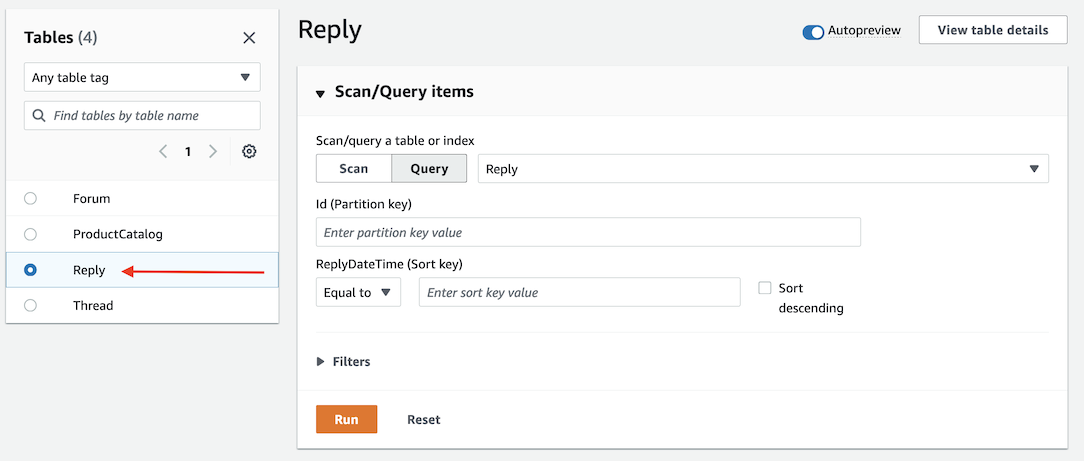 Tables (4)
Any table tag
Find tables by table name
1
Forum
ProductCatalog
Reply
Thread
Reply
Autopreview
View table details
Scan/Query items
Scan/query a table or index
Scan
Query
Reply
Id (Partition key)
Enter partition key value
ReplyDateTime (Sort key)
Equal to
Enter sort key value
Sort
descending
Filters
Run
Reset